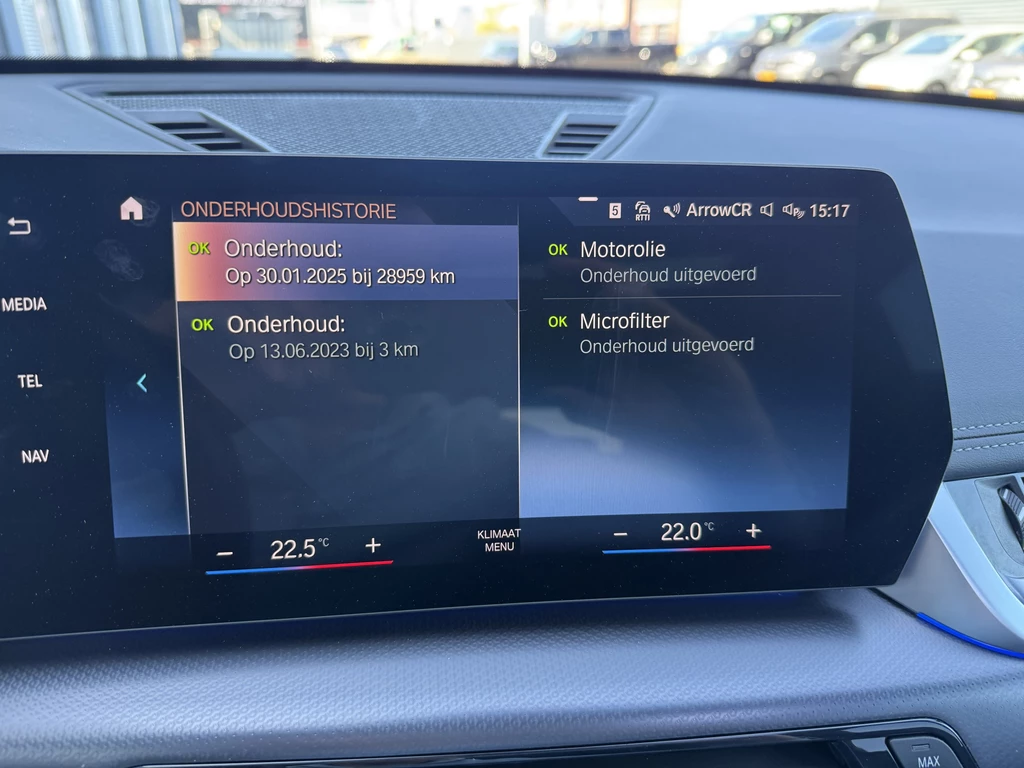 ONDERHOUDSHISTORIE
5
RTTI
ArrowCR
15:17
MEDIA
TEL
NAV
OK Onderhoud:
Op 30.01.2025 bij 28959 km
OK Onderhoud:
Op 13.06.2023 bij 3 km
OK Motorolie
Onderhoud uitgevoerd
OK Microfilter
Onderhoud uitgevoerd
− 22.5 °C +
KLIMAAT
MENU
− 22.0 °C +
MAX